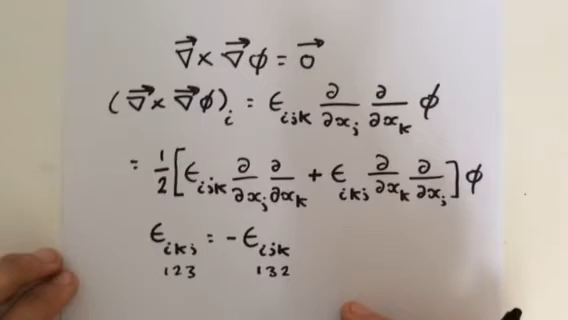 ∇⃗ × ∇⃗ϕ = 0⃗
(∇⃗ × ∇⃗ϕ)ᵢ = ϵᵢⱼₖ ∂/∂xⱼ ∂/∂xₖ ϕ
= 1/2 [ϵᵢⱼₖ ∂/∂xⱼ ∂/∂xₖ + ϵᵢₖⱼ ∂/∂xₖ ∂/∂xⱼ] ϕ
ϵᵢₖⱼ = -ϵᵢⱼₖ
123 132